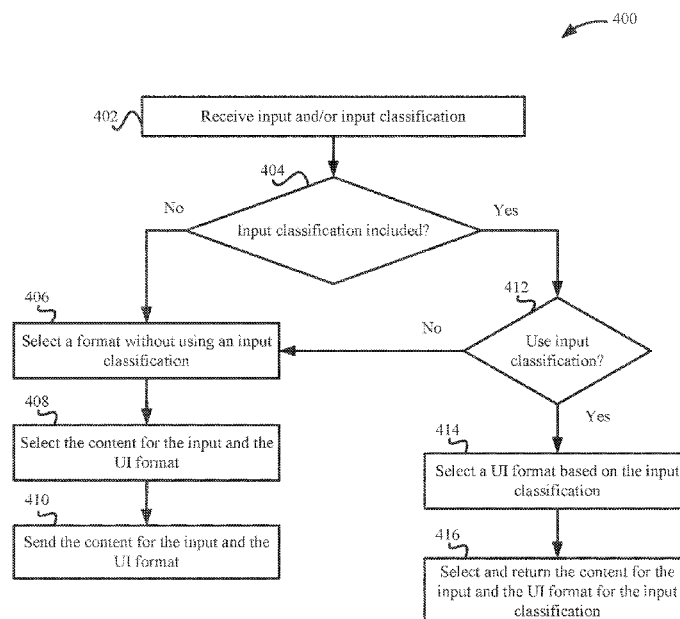 400
402
Receive input and/or input classification
404
No
Yes
Input classification included?
406
412
Select a format without using an input
classification
No
Use input
classification?
408
Yes
Select the content for the input and the
UI format
414
Select a UI format based on the input
classification
410
Send the content for the input and the
UI format
416
Select and return the content for the
input and the UI format for the input
classification